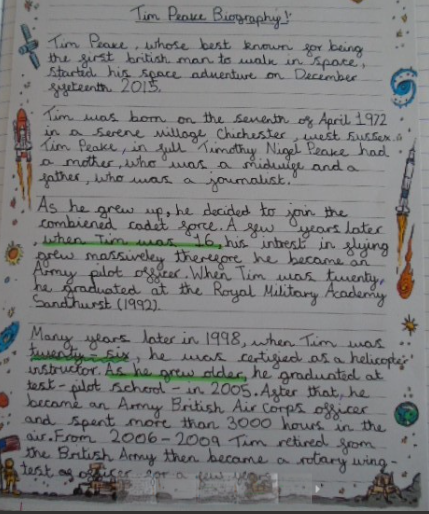 Tim Peake Biography!
Tim Peake, whose best known for being
the first british man to walk in space,
started his space adventure on December
fifteenth 2015.
Tim was born on the seventh of April 1972
in a serene village Chichester, west sussex.
Tim Peake, in full Timothy Nigel Peake had
a mother, who was a midwife and a
father, who was a journalist.
As he grew up, he decided to join the
combiened cadet force. A few years later
, when Tim was 16, his intrest in flying
grew massiveley therefore he became an
Army pilot officer. When Tim was twenty,
he graduated at the Royal Military Academy
Sandhurst (1992).
Many years later in 1998, when Tim was
twenty-six, he was certified as a helicopter
instructor. As he grew older, he graduated at
test-pilot school - in 2005. After that, he
became an Army British Air Corps officer
and spent more than 3000 hours in the
air. From 2006-2009 Tim retired from
the British Army then became a rotary wing-
test officer for a few